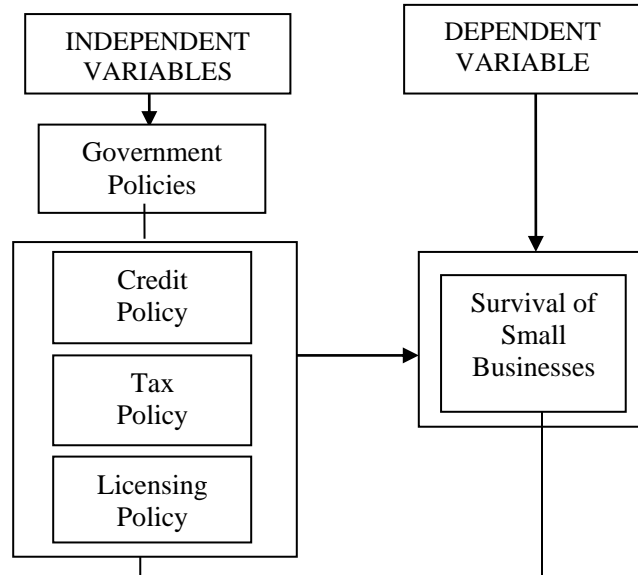 INDEPENDENT
VARIABLES
DEPENDENT
VARIABLE
Government
Policies
Credit
Policy
Tax
Policy
Licensing
Policy
Survival of
Small
Businesses